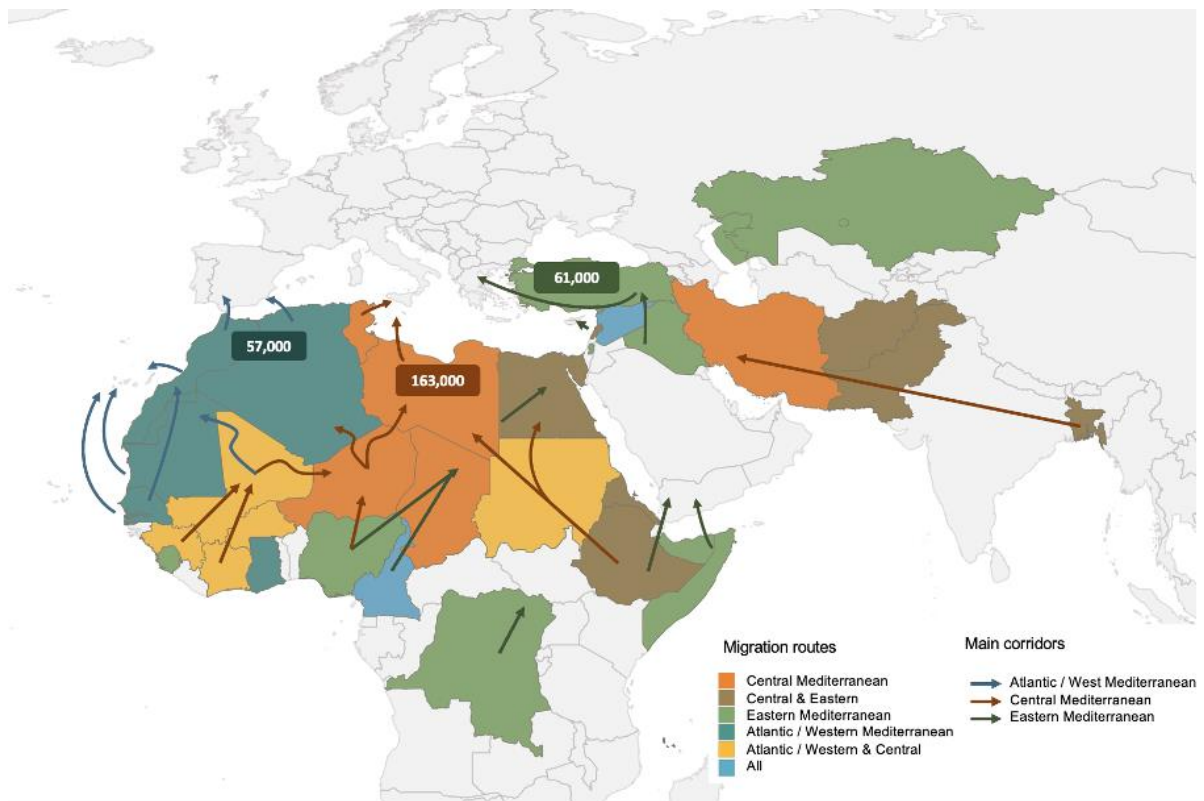 61,000
57,000
163,000
Migration routes
Central Mediterranean
Central & Eastern
Eastern Mediterranean
Atlantic / Western Mediterranean
Atlantic / Western & Central
All
Main corridors
Atlantic / West Mediterranean
Central Mediterranean
Eastern Mediterranean